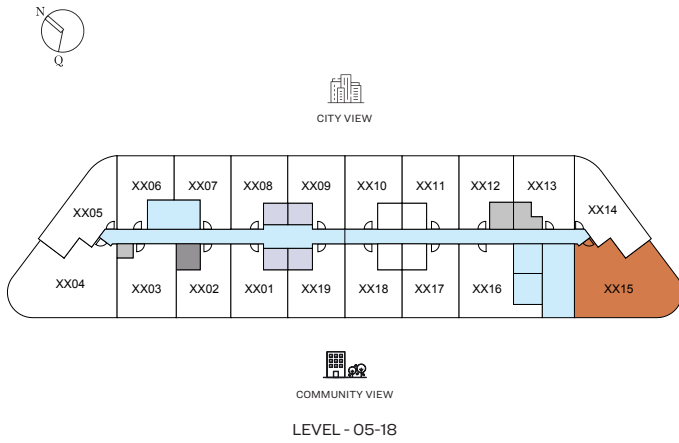 N
Q
CITY VIEW
XX06 XX07 XX08 XX09 XX10 XX11 XX12 XX13
XX05 XX14
XX04 XX03 XX02 XX01 XX19 XX18 XX17 XX16 XX15
COMMUNITY VIEW
LEVEL - 05-18